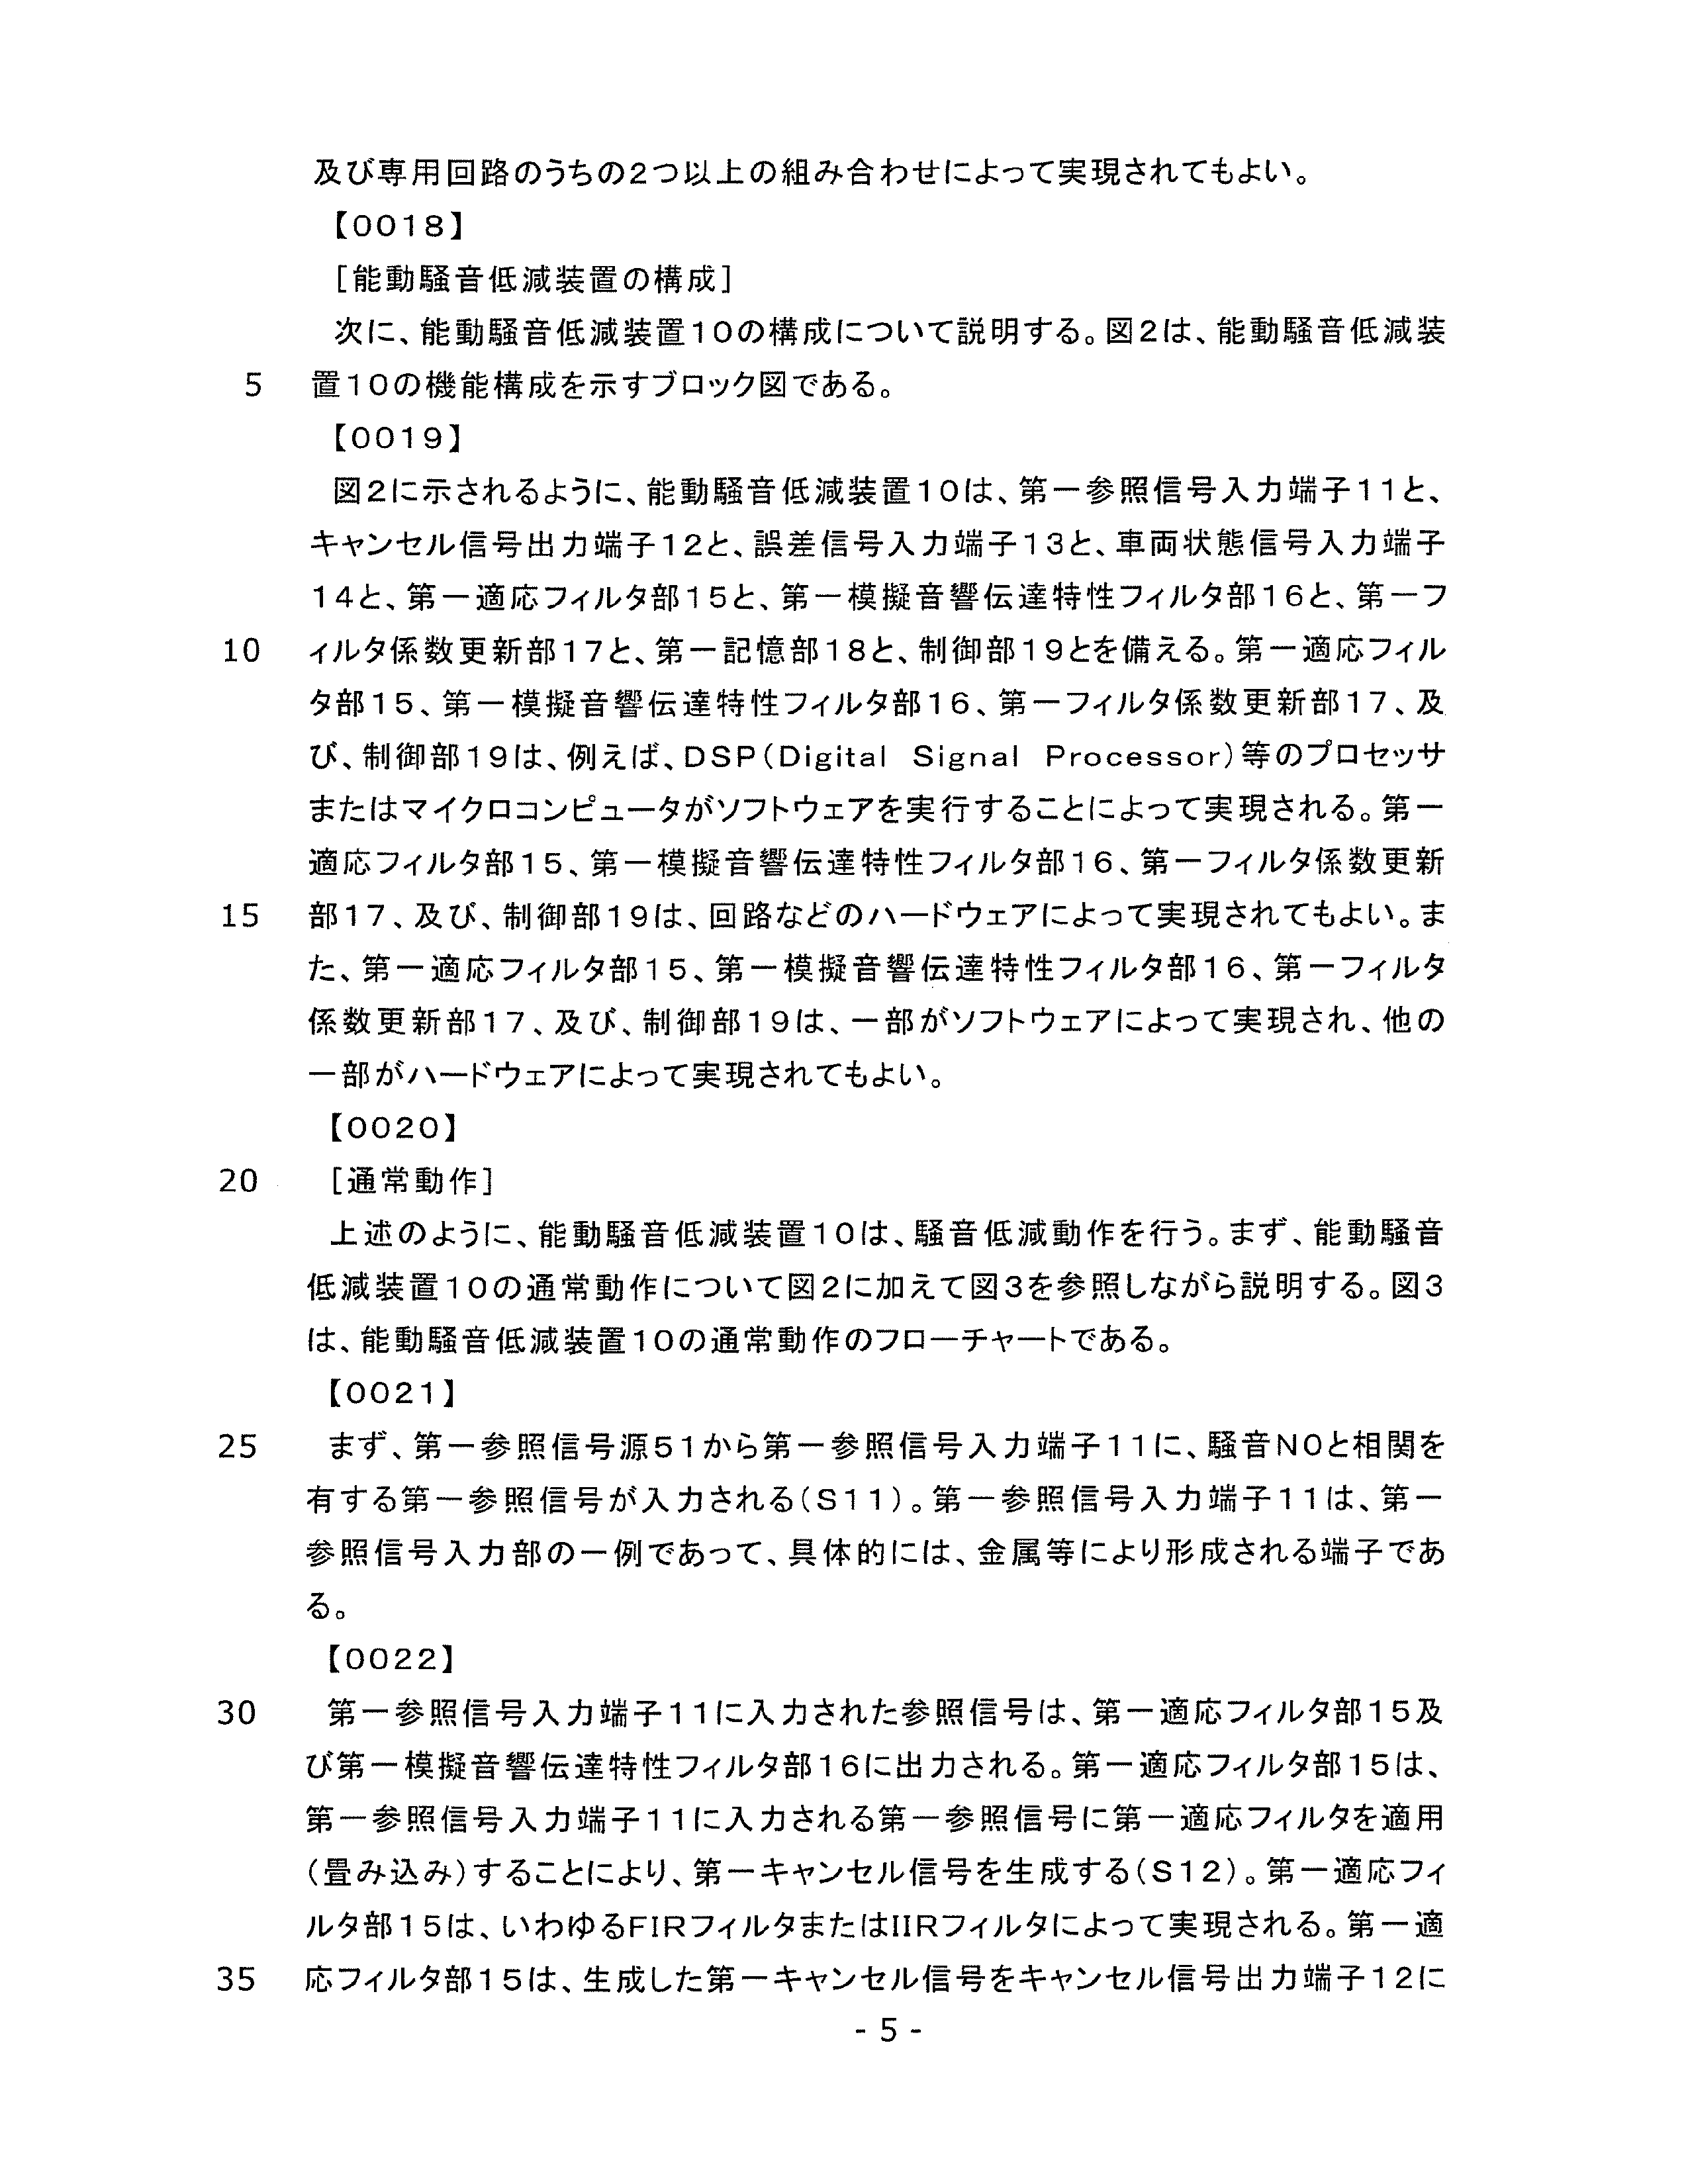 及び専用回路のうちの2つ以上の組み合わせによって実現されてもよい。
【0018】
[能動騒音低減装置の構成]
次に、能動騒音低減装置10の構成について説明する。図2は、能動騒音低減装
5 置10の機能構成を示すブロック図である。
【0019】
図2に示されるように、能動騒音低減装置10は、第一参照信号入力端子11と、
キャンセル信号出力端子12と、誤差信号入力端子13と、車両状態信号入力端子
14と、第一適応フィルタ部15と、第一模擬音響伝達特性フィルタ部16と、第一フ
10 ィルタ係数更新部17と、第一記憶部18と、制御部19とを備える。第一適応フィル
タ部15、第一模擬音響伝達特性フィルタ部16、第一フィルタ係数更新部17、及
び、制御部19は、例えば、DSP(Digital Signal Processor)等のプロセッサ
またはマイクロコンピュータがソフトウェアを実行することによって実現される。第一
適応フィルタ部15、第一模擬音響伝達特性フィルタ部16、第一フィルタ係数更新
15 部17、及び、制御部19は、回路などのハードウェアによって実現されてもよい。ま
た、第一適応フィルタ部15、第一模擬音響伝達特性フィルタ部16、第一フィルタ
係数更新部17、及び、制御部19は、一部がソフトウェアによって実現され、他の
一部がハードウェアによって実現されてもよい。
【0020】
20 [通常動作]
上述のように、能動騒音低減装置10は、騒音低減動作を行う。まず、能動騒音
低減装置10の通常動作について図2に加えて図3を参照しながら説明する。図3
は、能動騒音低減装置10の通常動作のフローチャートである。
【0021】
25 まず、第一参照信号源51から第一参照信号入力端子11に、騒音N0と相関を
有する第一参照信号が入力される(S11)。第一参照信号入力端子11は、第一
参照信号入力部の一例であって、具体的には、金属等により形成される端子であ
る。
【0022】
30 第一参照信号入力端子11に入力された参照信号は、第一適応フィルタ部15及
び第一模擬音響伝達特性フィルタ部16に出力される。第一適応フィルタ部15は、
第一参照信号入力端子11に入力される第一参照信号に第一適応フィルタを適用
(畳み込み)することにより、第一キャンセル信号を生成する(S12)。第一適応フィ
ルタ部15は、いわゆるFIRフィルタまたはIIRフィルタによって実現される。第一適
35 応フィルタ部15は、生成した第一キャンセル信号をキャンセル信号出力端子12に
- 5 -